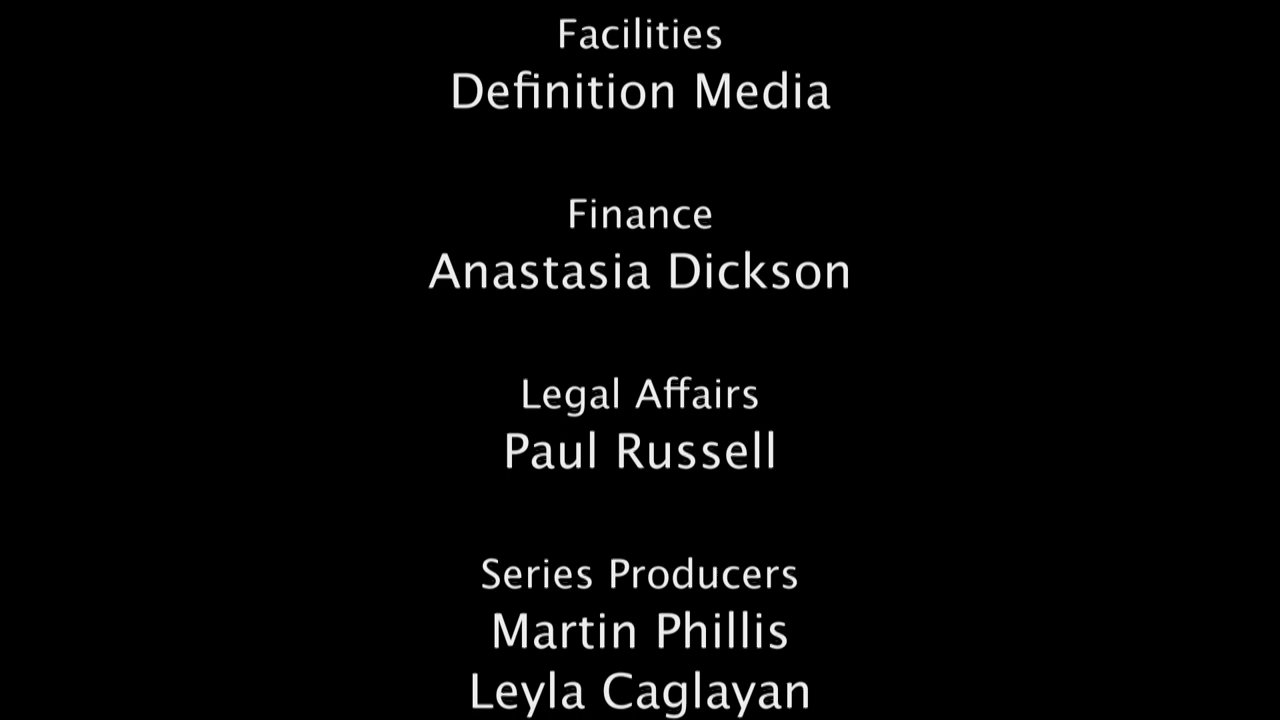 Facilities
Definition Media
Finance
Anastasia Dickson
Legal Affairs
Paul Russell
Series Producers
Martin Phillis
Leyla Caglayan